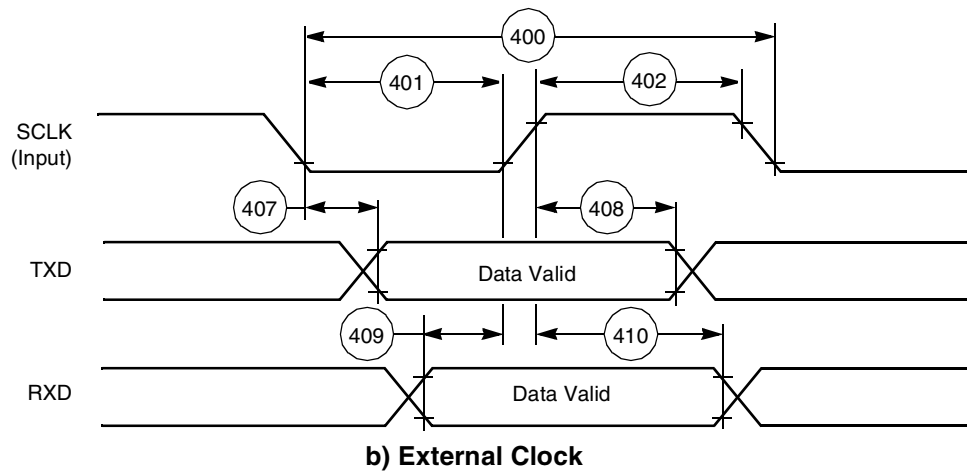 400
401
402
SCLK
(Input)
407
408
TXD
Data Valid
409
410
RXD
Data Valid
b) External Clock